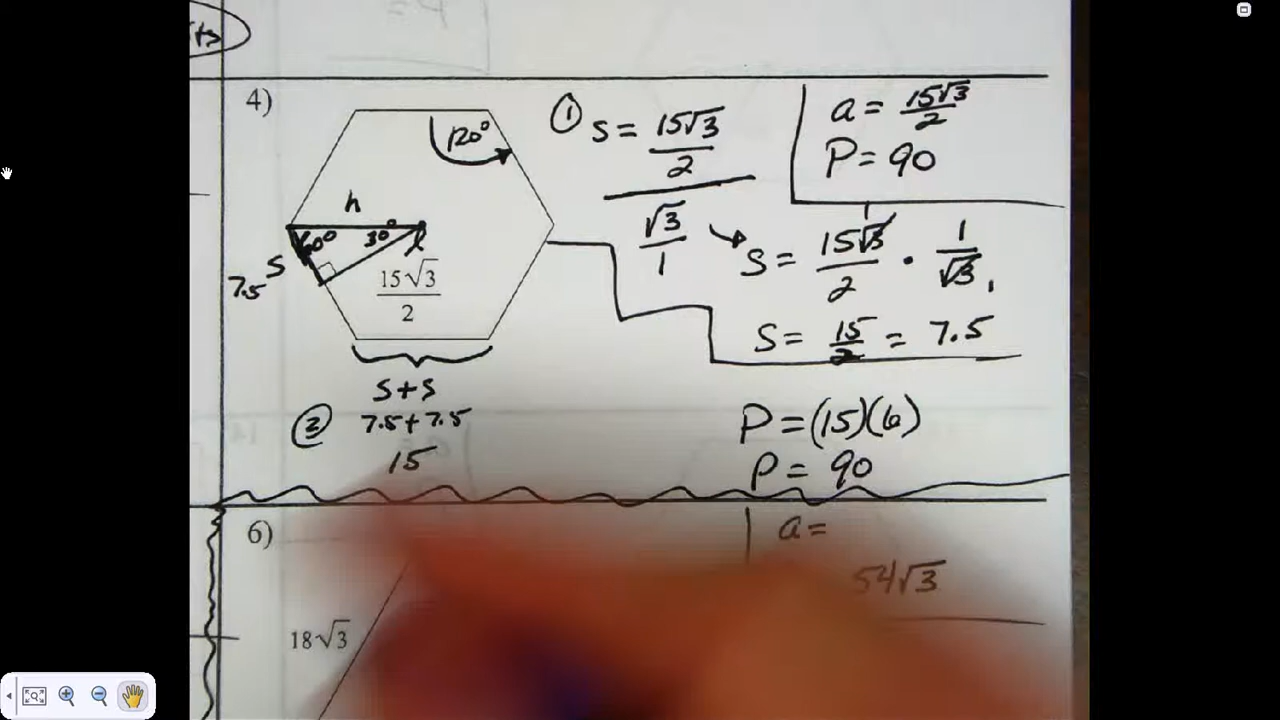 4)
120°
h
60°
30°
l
S
7.5
15√3/2
S+S
② 7.5+7.5
15
① S = 15√3/2
√3/1
S = 15√3/2 · 1/√3
1
1
S = 15/2 = 7.5
a = 15√3/2
P = 90
P = (15)(6)
P = 90
6)
18√3
a =
54√3